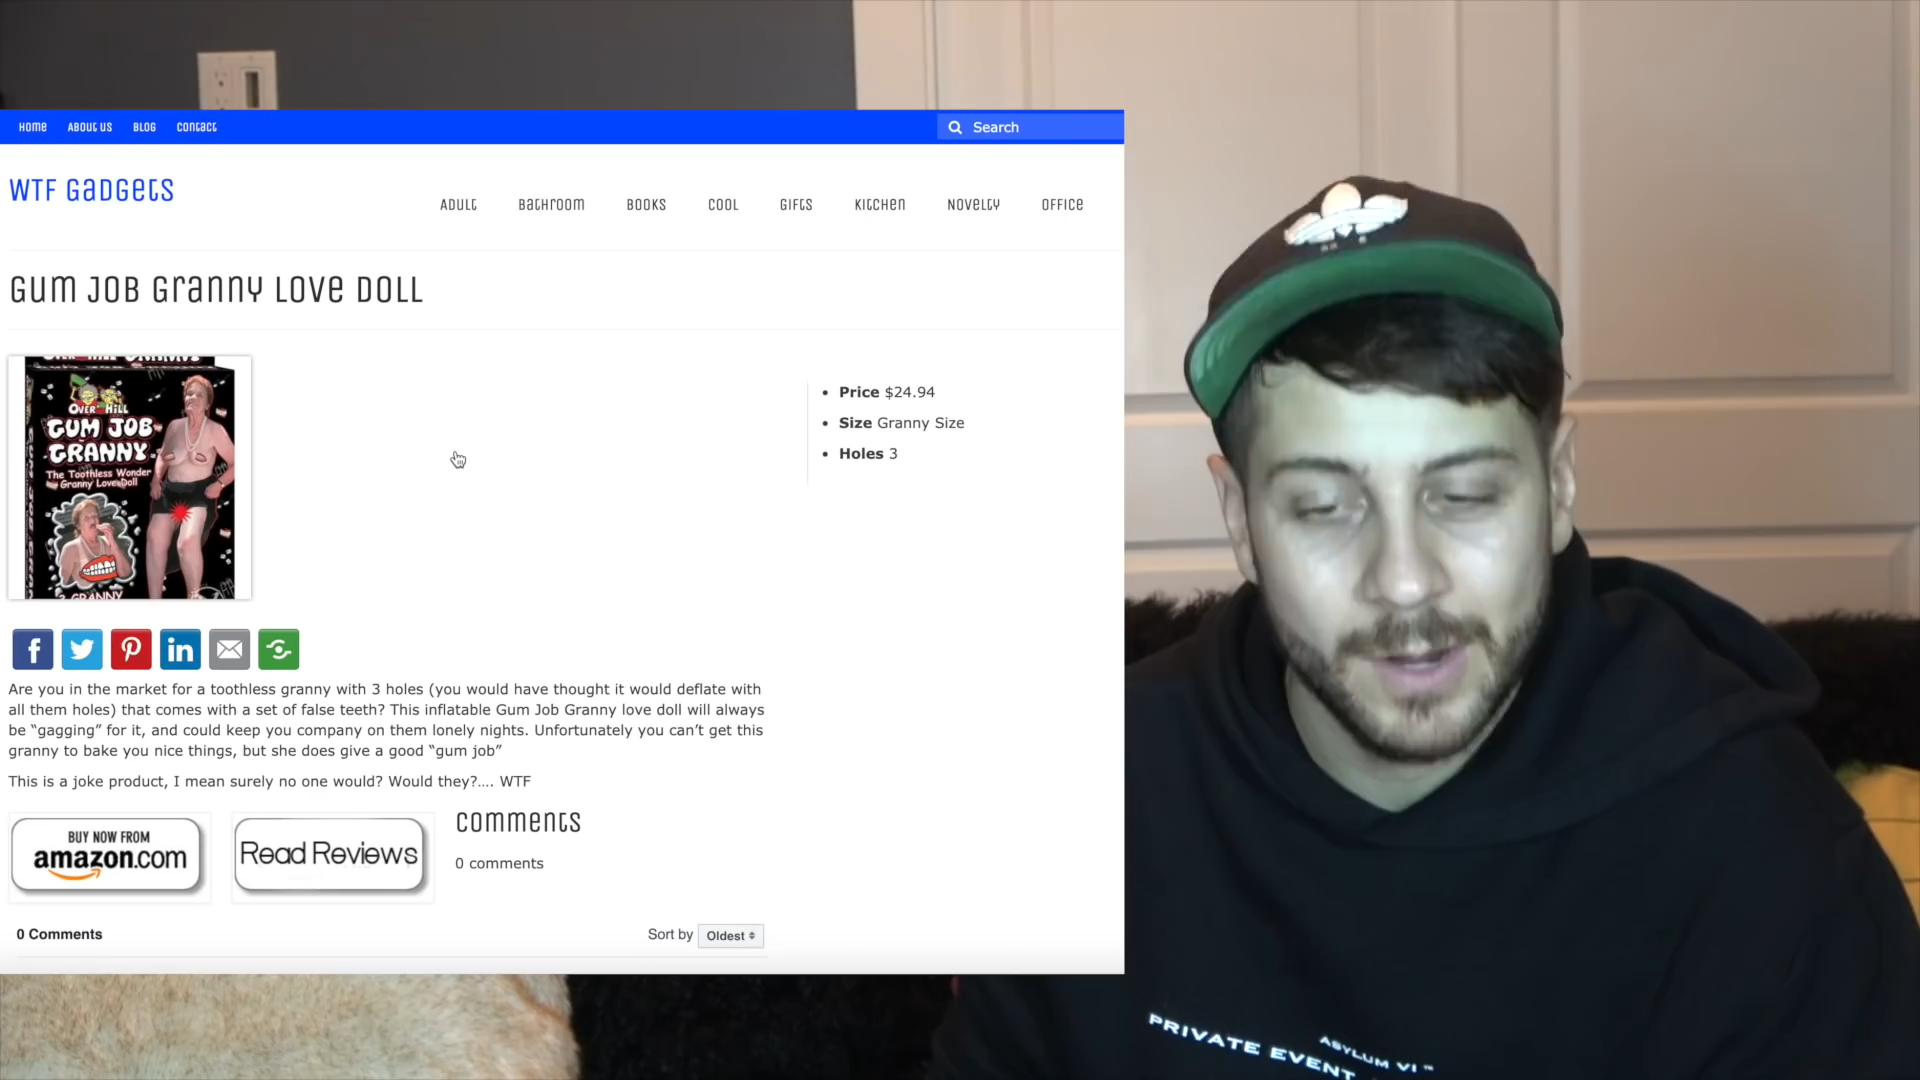 Home About us Blog Contact
Search
WTF Gadgets
Adult Bathroom Books Cool Gifts Kitchen Novelty Office
Gum Job Granny Love Doll
OVER THE HILL
GUM JOB
GRANNY
The Toothless Wonder
Granny Love Doll
Price $24.94
Size Granny Size
Holes 3
Are you in the market for a toothless granny with 3 holes (you would have thought it would deflate with
all them holes) that comes with a set of false teeth? This inflatable Gum Job Granny love doll will always
be “gagging” for it, and could keep you company on them lonely nights. Unfortunately you can’t get this
granny to bake you nice things, but she does give a good “gum job”
This is a joke product, I mean surely no one would? Would they?.... WTF
BUY NOW FROM
amazon.com
Read Reviews
Comments
0 comments
0 Comments
Sort by Oldest
ASYLUM VI ™
PRIVATE EVENT